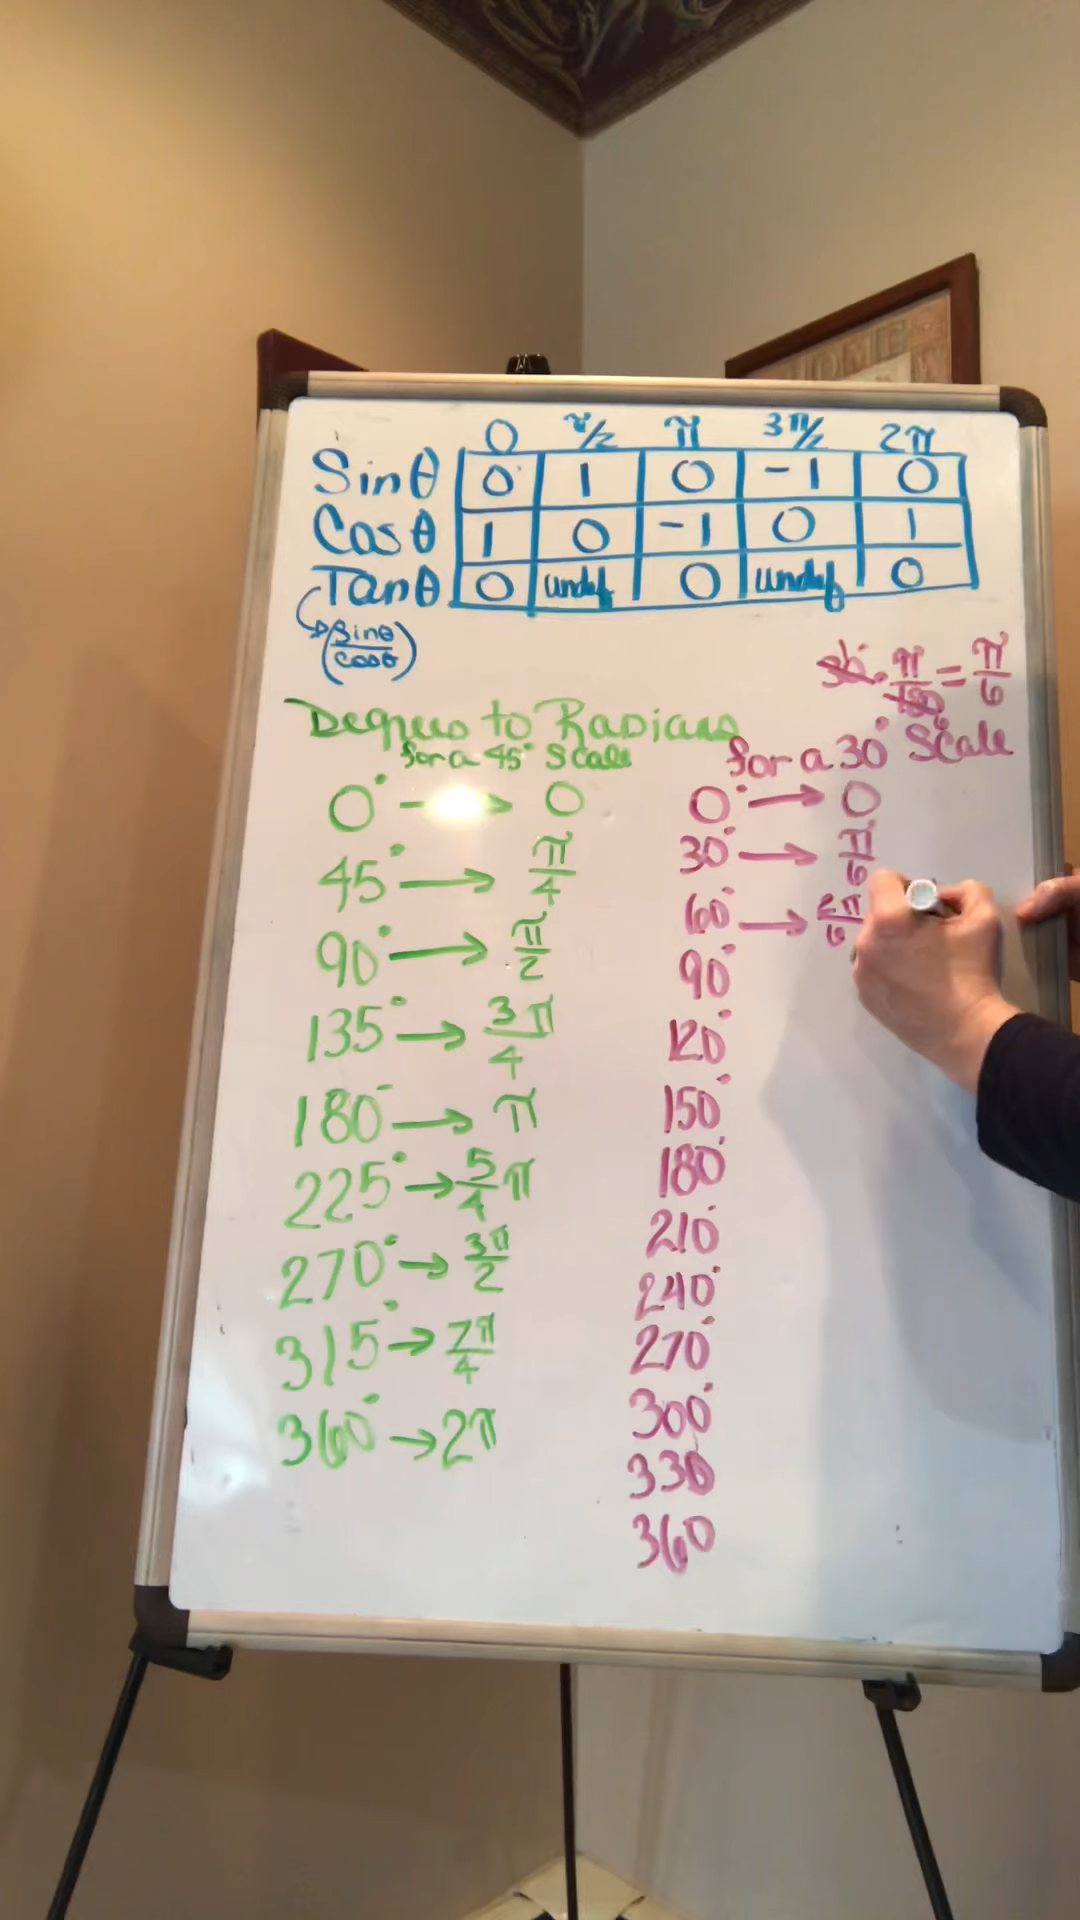 0 π/2 π 3π/2 2π
Sinθ 0 1 0 -1 0
Cosθ 1 0 -1 0 1
Tanθ 0 undef 0 undef 0
(sinθ/cosθ)
30° · π/180 = π/6
6
Degrees to Radians
for a 45° Scale
0° → 0
45° → π/4
90° → π/2
135° → 3π/4
180° → π
225° → 5/4 π
270° → 3π/2
315° → 7π/4
360° → 2π
for a 30° Scale
0° → 0
30° → π/6
60° → 2π/6
90°
120°
150°
180°
210°
240°
270°
300°
330
360